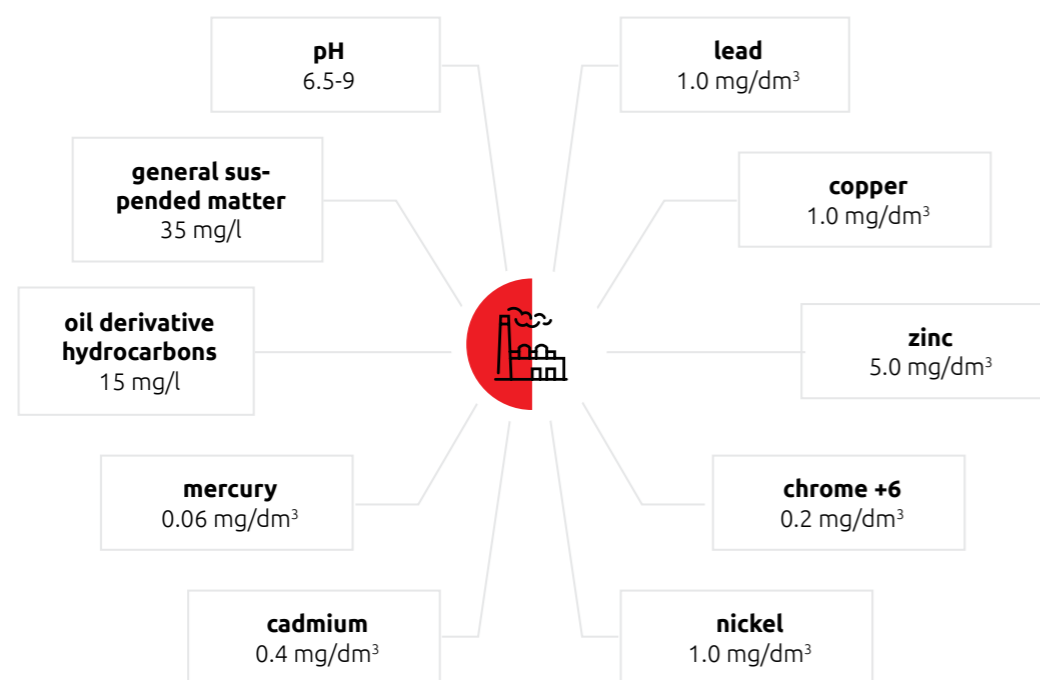 pH
6.5-9
lead
1.0 mg/dm³
general sus-
pended matter
35 mg/l
copper
1.0 mg/dm³
oil derivative
hydrocarbons
15 mg/l
zinc
5.0 mg/dm³
mercury
0.06 mg/dm³
chrome +6
0.2 mg/dm³
cadmium
0.4 mg/dm³
nickel
1.0 mg/dm³